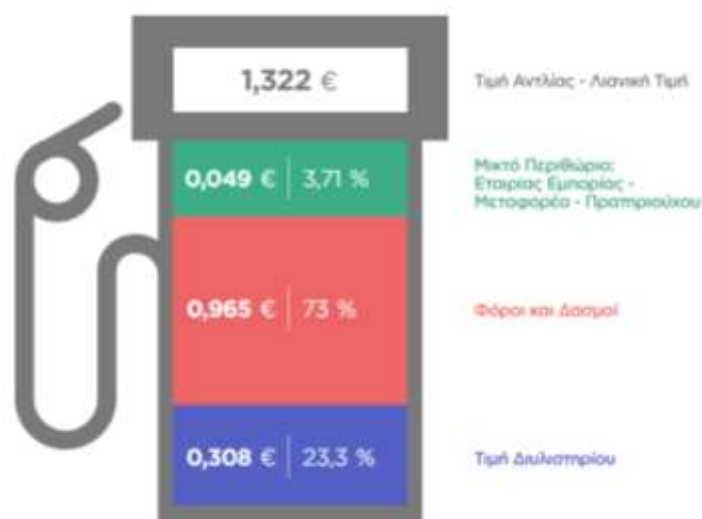 1,322 €
Τιμή Αντλίας - Λιανική Τιμή
0,049 € | 3,71 %
Μικτό Περιθώριο:
Εταιρίας Εμπορίας -
Μεταφορέα - Πρατηριούχου
0,965 € | 73 %
Φόροι και Δασμοί
0,308 € | 23,3 %
Τιμή Διυλιστηρίου